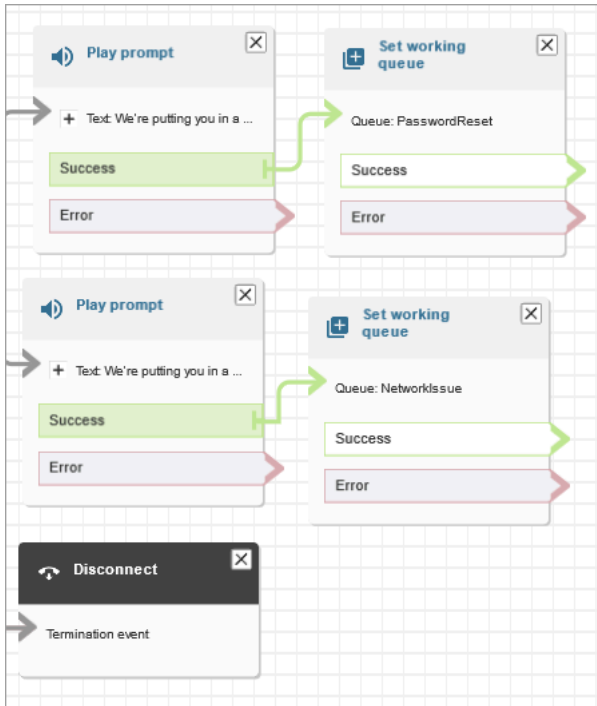 Play prompt
Text: We're putting you in a ...
Success
Error
Set working
queue
Queue: PasswordReset
Success
Error
Play prompt
Text: We're putting you in a ...
Success
Error
Set working
queue
Queue: NetworkIssue
Success
Error
Disconnect
Termination event